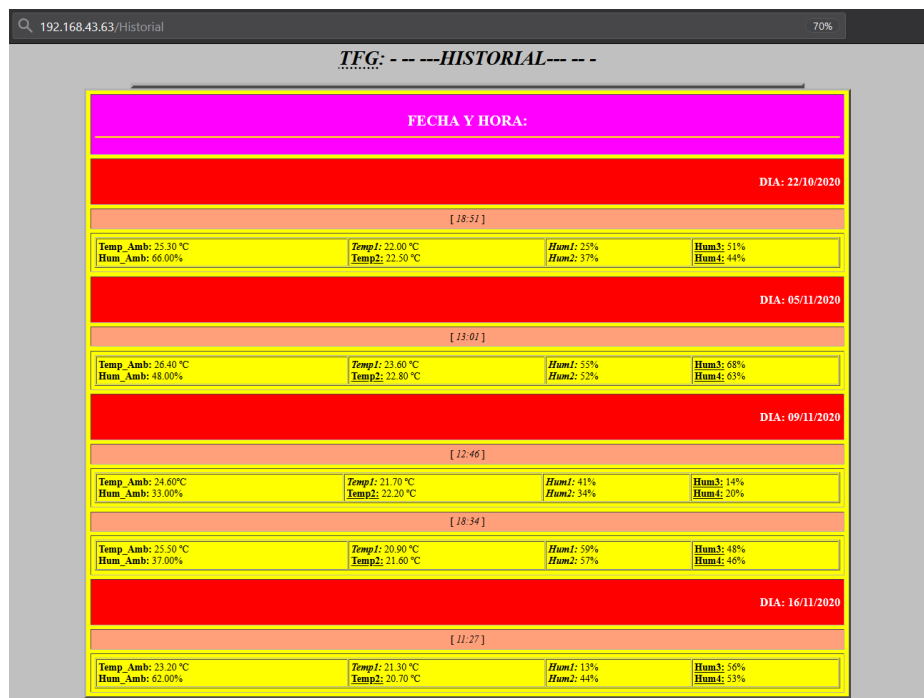 192.168.43.63/Historial 70%
TFG: - -- ---HISTORIAL--- -- -
FECHA Y HORA:
DIA: 22/10/2020
[ 18:51 ]
Temp_Amb: 25.30 ºC Temp1: 22.00 ºC Hum1: 25% Hum3: 51%
Hum_Amb: 66.00% Temp2: 22.50 ºC Hum2: 37% Hum4: 44%
DIA: 05/11/2020
[ 13:01 ]
Temp_Amb: 26.40 ºC Temp1: 23.60 ºC Hum1: 55% Hum3: 68%
Hum_Amb: 48.00% Temp2: 22.80 ºC Hum2: 52% Hum4: 63%
DIA: 09/11/2020
[ 12:46 ]
Temp_Amb: 24.60ºC Temp1: 21.70 ºC Hum1: 41% Hum3: 14%
Hum_Amb: 33.00% Temp2: 22.20 ºC Hum2: 34% Hum4: 20%
[ 18:34 ]
Temp_Amb: 25.50 ºC Temp1: 20.90 ºC Hum1: 59% Hum3: 48%
Hum_Amb: 37.00% Temp2: 21.60 ºC Hum2: 57% Hum4: 46%
DIA: 16/11/2020
[ 11:27 ]
Temp_Amb: 23.20 ºC Temp1: 21.30 ºC Hum1: 13% Hum3: 56%
Hum_Amb: 62.00% Temp2: 20.70 ºC Hum2: 44% Hum4: 53%